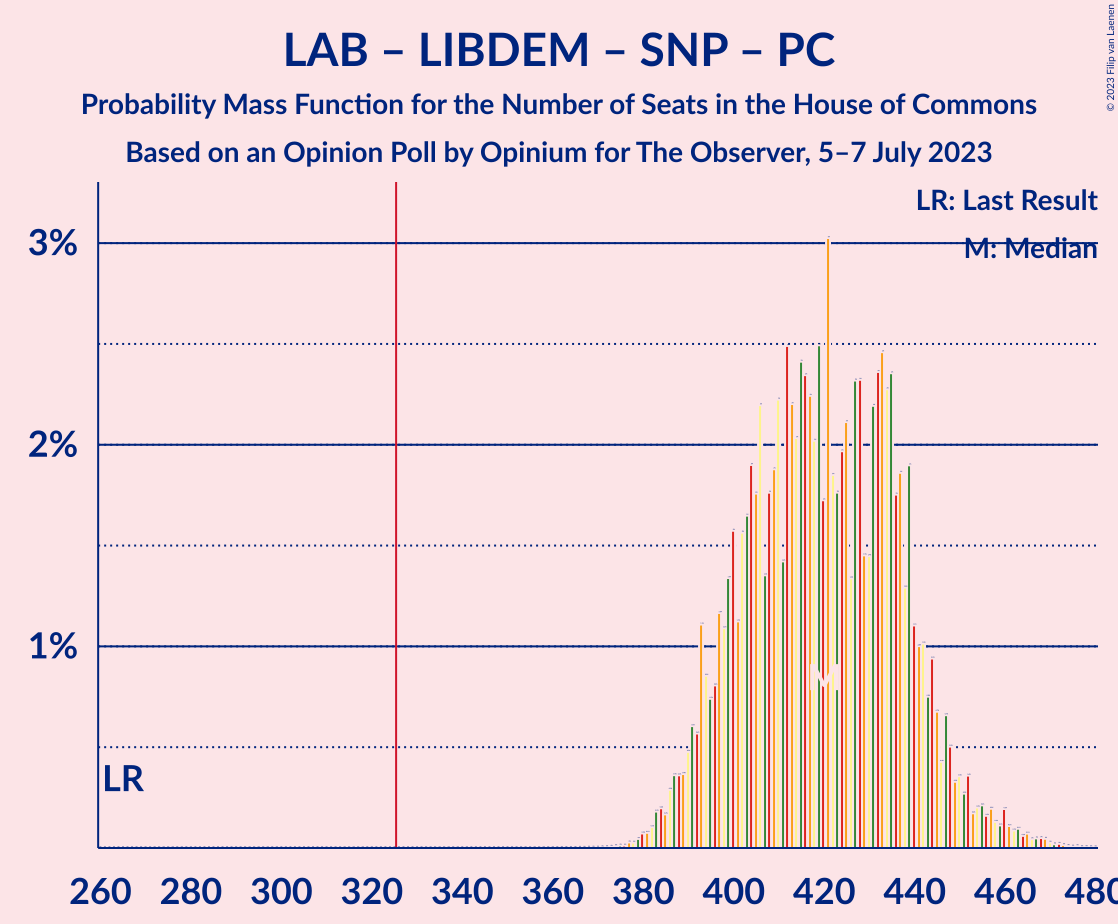 LAB – LIBDEM – SNP – PC
Probability Mass Function for the Number of Seats in the House of Commons
Based on an Opinion Poll by Opinium for The Observer, 5–7 July 2023
© 2023 Filip van Laenen
LR: Last Result
M: Median
3%
2%
1%
M
LR
260 280 300 320 340 360 380 400 420 440 460 480